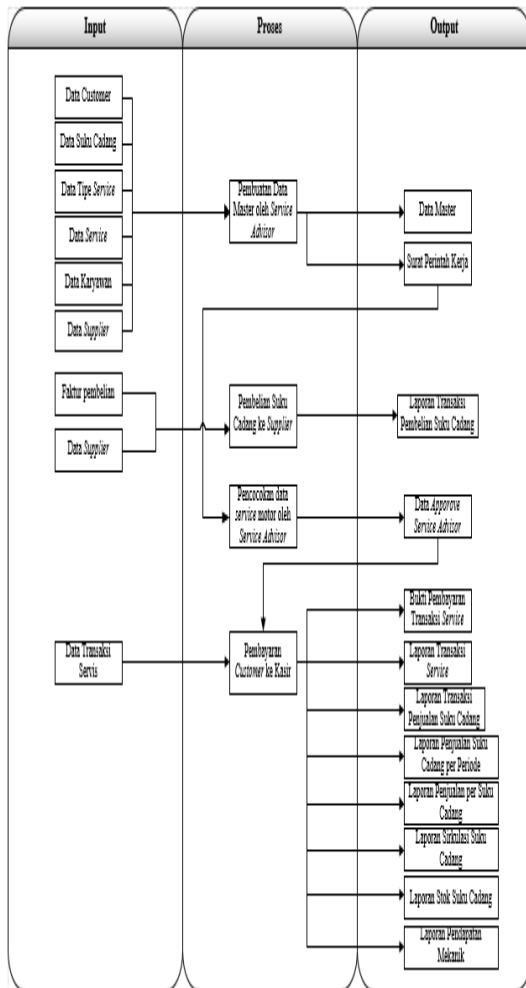 Input
Proses
Output
Data Customer
Data Suku Cadang
Data Tipe Service
Data Service
Data Karyawan
Data Supplier
Pembuatan Data
Master oleh Service
Advisor
Data Master
Surat Perintah Kerja
Faktur pembelian
Data Supplier
Pembelian Suku
Cadang ke Supplier
Laporan Transaksi
Pembelian Suku Cadang
Pencocokan data
service motor oleh
Service Advisor
Data Apporove
Service Advisor
Data Transaksi
Servis
Pembayaran
Customer ke Kasir
Bukti Pembayaran
Transaksi Service
Laporan Transaksi
Service
Laporan Transaksi
Penjualan Suku Cadang
Laporan Penjualan Suku
Cadang per Periode
Laporan Penjualan per Suku
Cadang
Laporan Sirkulasi Suku
Cadang
Laporan Stok Suku Cadang
Laporan Pendapatan
Mekanik